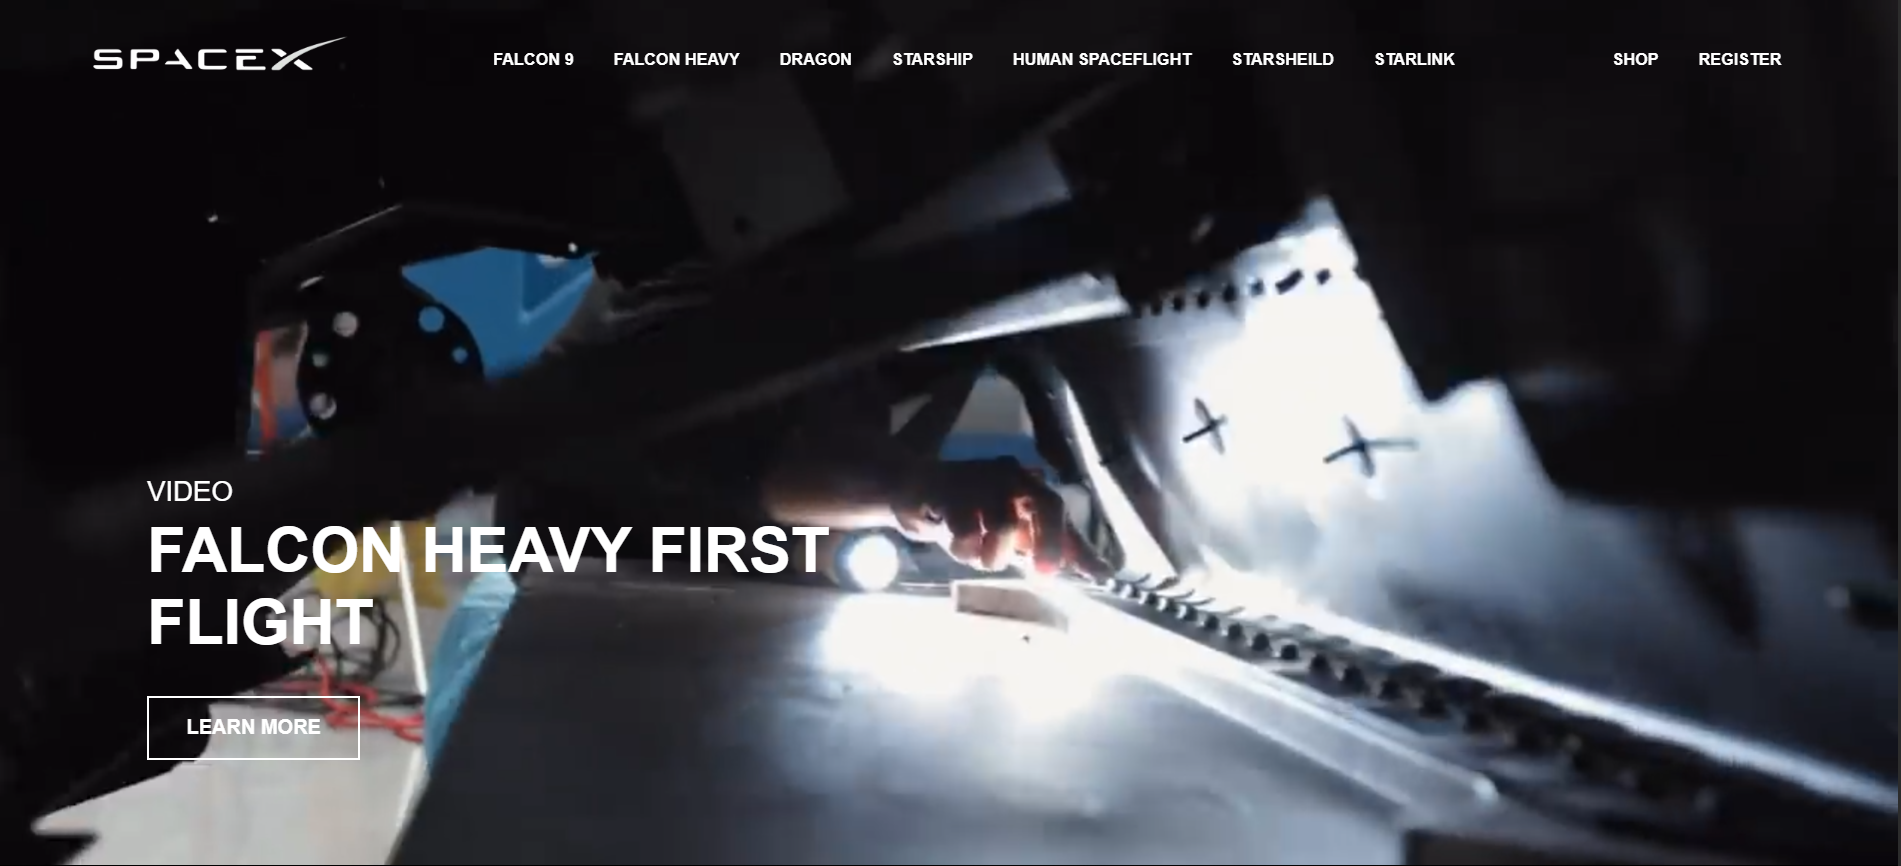 SPACEX
FALCON 9 FALCON HEAVY DRAGON STARSHIP HUMAN SPACEFLIGHT STARSHEILD STARLINK SHOP REGISTER
VIDEO
FALCON HEAVY FIRST
FLIGHT
LEARN MORE